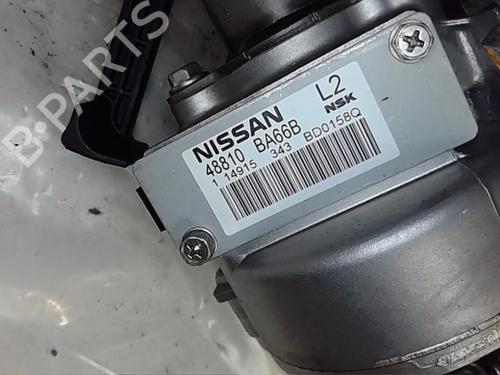 NISSAN L2
48810 BA66B NSK
1 14915 343 BD0158Q
B-PARTS